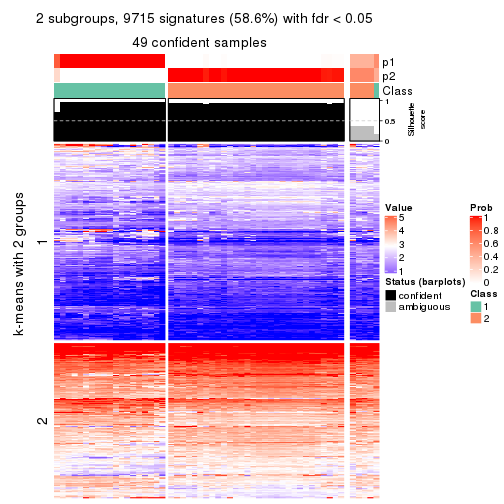 2 subgroups, 9715 signatures (58.6%) with fdr < 0.05
49 confident samples
p1
p2
Class
1
0.5
0
Silhouette
score
k-means with 2 groups
1
2
Value
5
4
3
2
1
Status (barplots)
confident
ambiguous
Prob
1
0.8
0.6
0.4
0.2
0
Class
1
2